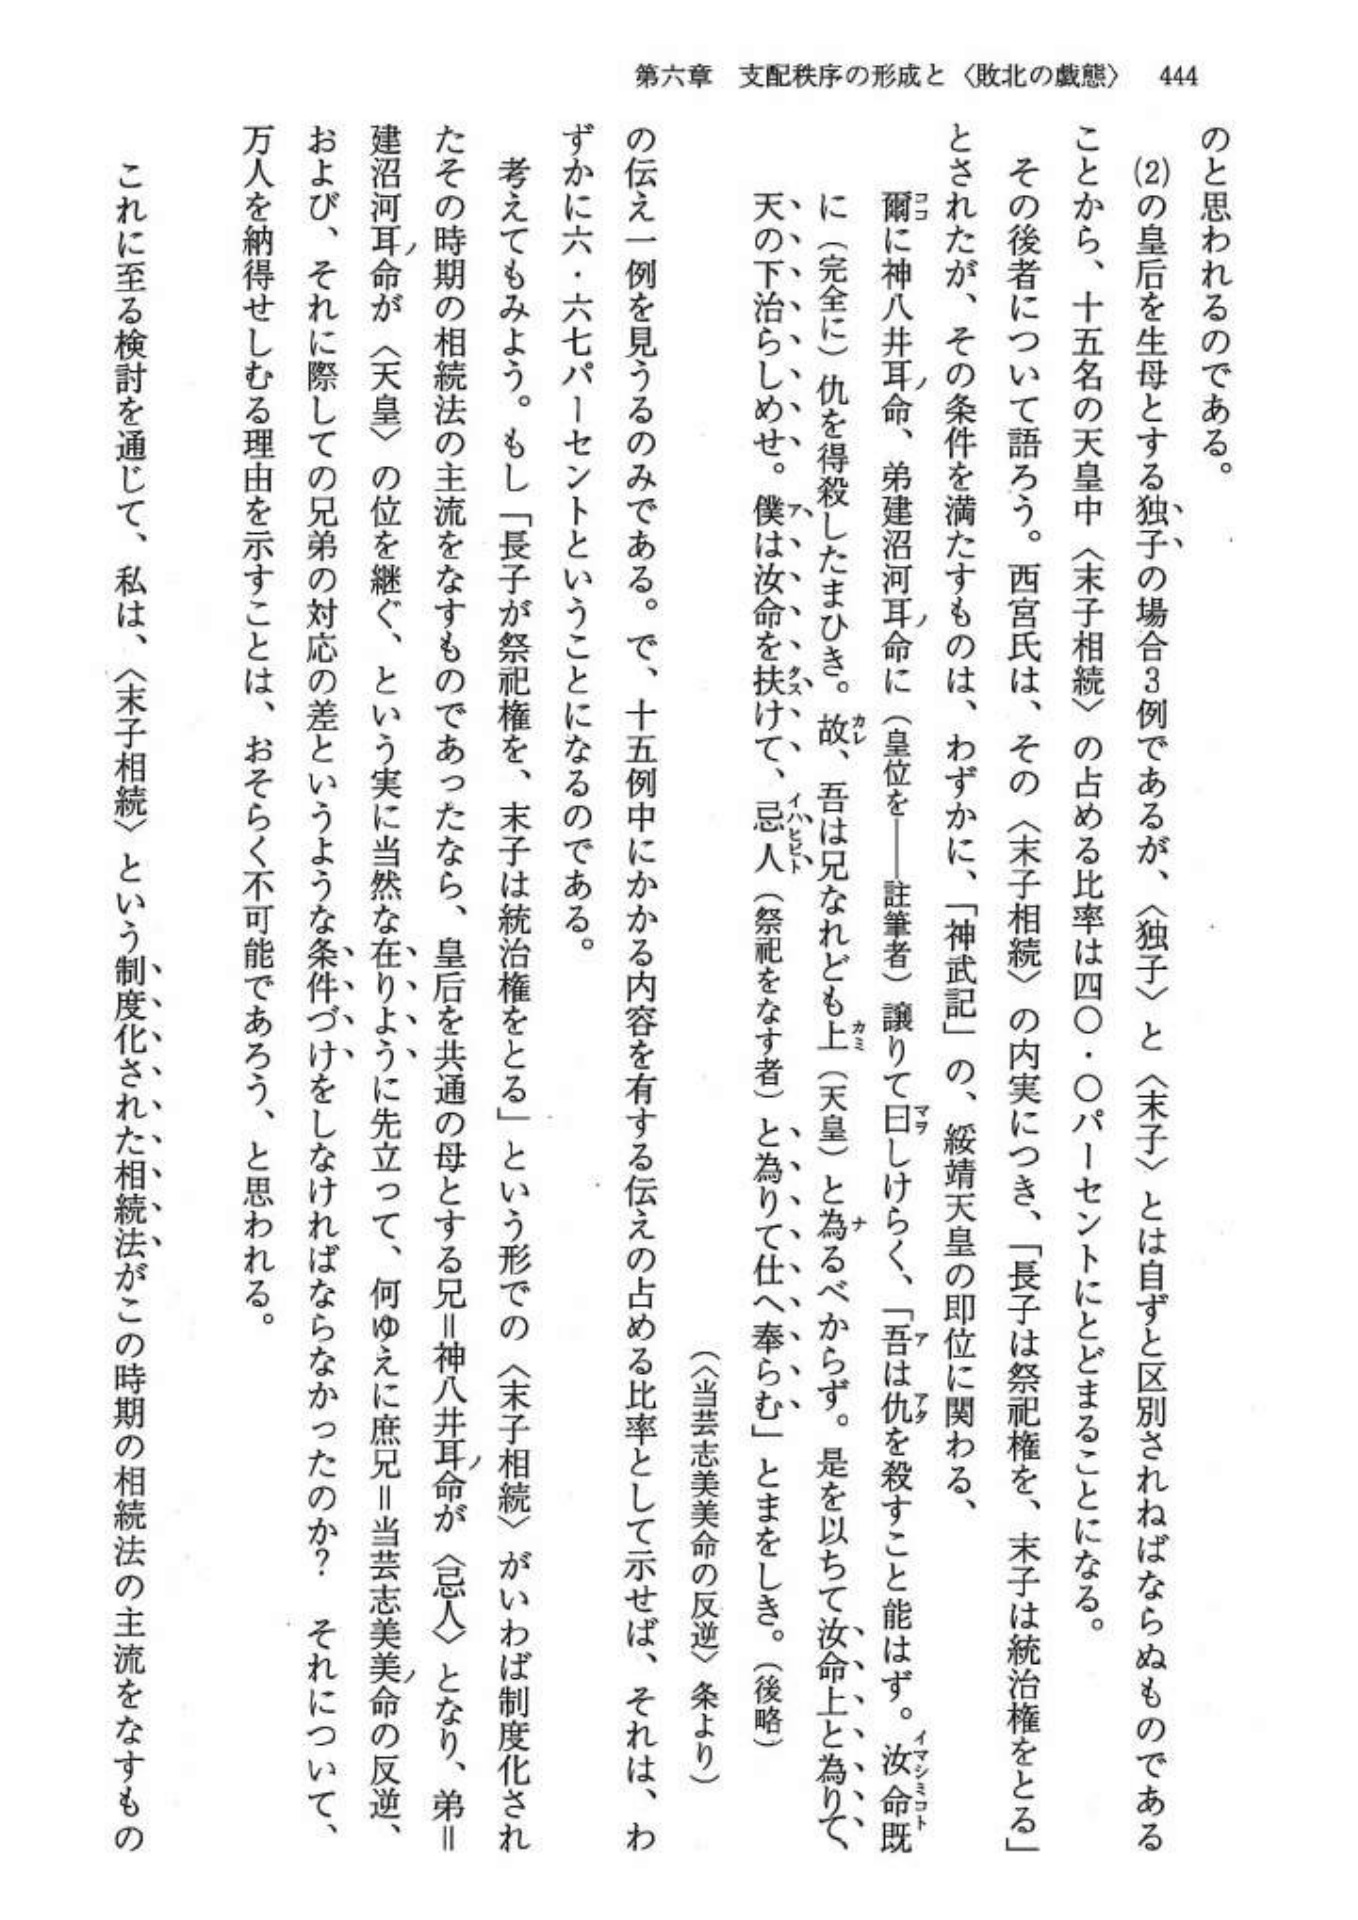 第六章　支配秩序の形成と〈敗北の戯態〉　444
のと思われるのである。
(2)の皇后を生母とする独子の場合3例であるが、〈独子〉と〈末子〉とは自ずと区別されねばならぬものである
ことから、十五名の天皇中〈末子相続〉の占める比率は四〇・〇パーセントにとどまることになる。
その後者について語ろう。西宮氏は、その〈末子相続〉の内実につき、「長子は祭祀権を、末子は統治権をとる」
とされたが、その条件を満たすものは、わずかに、「神武記」の、綏靖天皇の即位に関わる、
爾に神八井耳ノ命、弟建沼河耳ノ命に（皇位を――註筆者）譲りて曰しけらく、「吾は仇を殺すこと能はず。汝命既
に（完全に）仇を得殺したまひき。故、吾は兄なれども上（天皇）と為るべからず。是を以ちて汝命上と為りて、
天の下治らしめせ。僕は汝命を扶けて、忌人（祭祀をなす者）と為りて仕へ奉らむ」とまをしき。（後略）
（〈当芸志美美命の反逆〉条より）
の伝え一例を見うるのみである。で、十五例中にかかる内容を有する伝えの占める比率として示せば、それは、わ
ずかに六・六七パーセントということになるのである。
考えてもみよう。もし「長子が祭祀権を、末子は統治権をとる」という形での〈末子相続〉がいわば制度化され
たその時期の相続法の主流をなすものであったなら、皇后を共通の母とする兄＝神八井耳ノ命が〈忌人〉となり、弟＝
建沼河耳ノ命が〈天皇〉の位を継ぐ、という実に当然な在りように先立って、何ゆえに庶兄＝当芸志美美ノ命の反逆、
および、それに際しての兄弟の対応の差というような条件づけをしなければならなかったのか？　それについて、
万人を納得せしむる理由を示すことは、おそらく不可能であろう、と思われる。
これに至る検討を通じて、私は、〈末子相続〉という制度化された相続法がこの時期の相続法の主流をなすもの